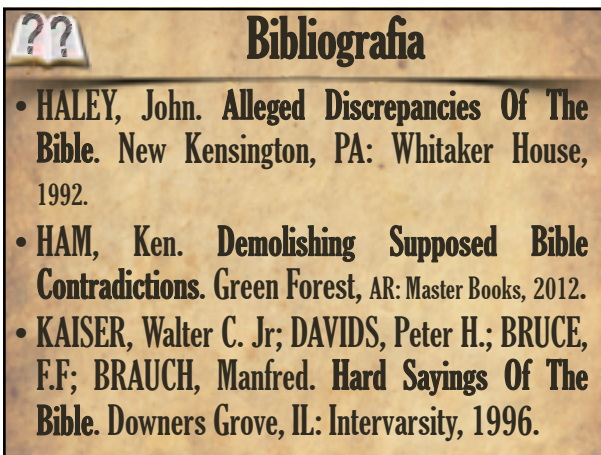 ??
Bibliografia
• HALEY, John. Alleged Discrepancies Of The
Bible. New Kensington, PA: Whitaker House,
1992.
• HAM, Ken. Demolishing Supposed Bible
Contradictions. Green Forest, AR: Master Books, 2012.
• KAISER, Walter C. Jr; DAVIDS, Peter H.; BRUCE,
F.F; BRAUCH, Manfred. Hard Sayings Of The
Bible. Downers Grove, IL: Intervarsity, 1996.